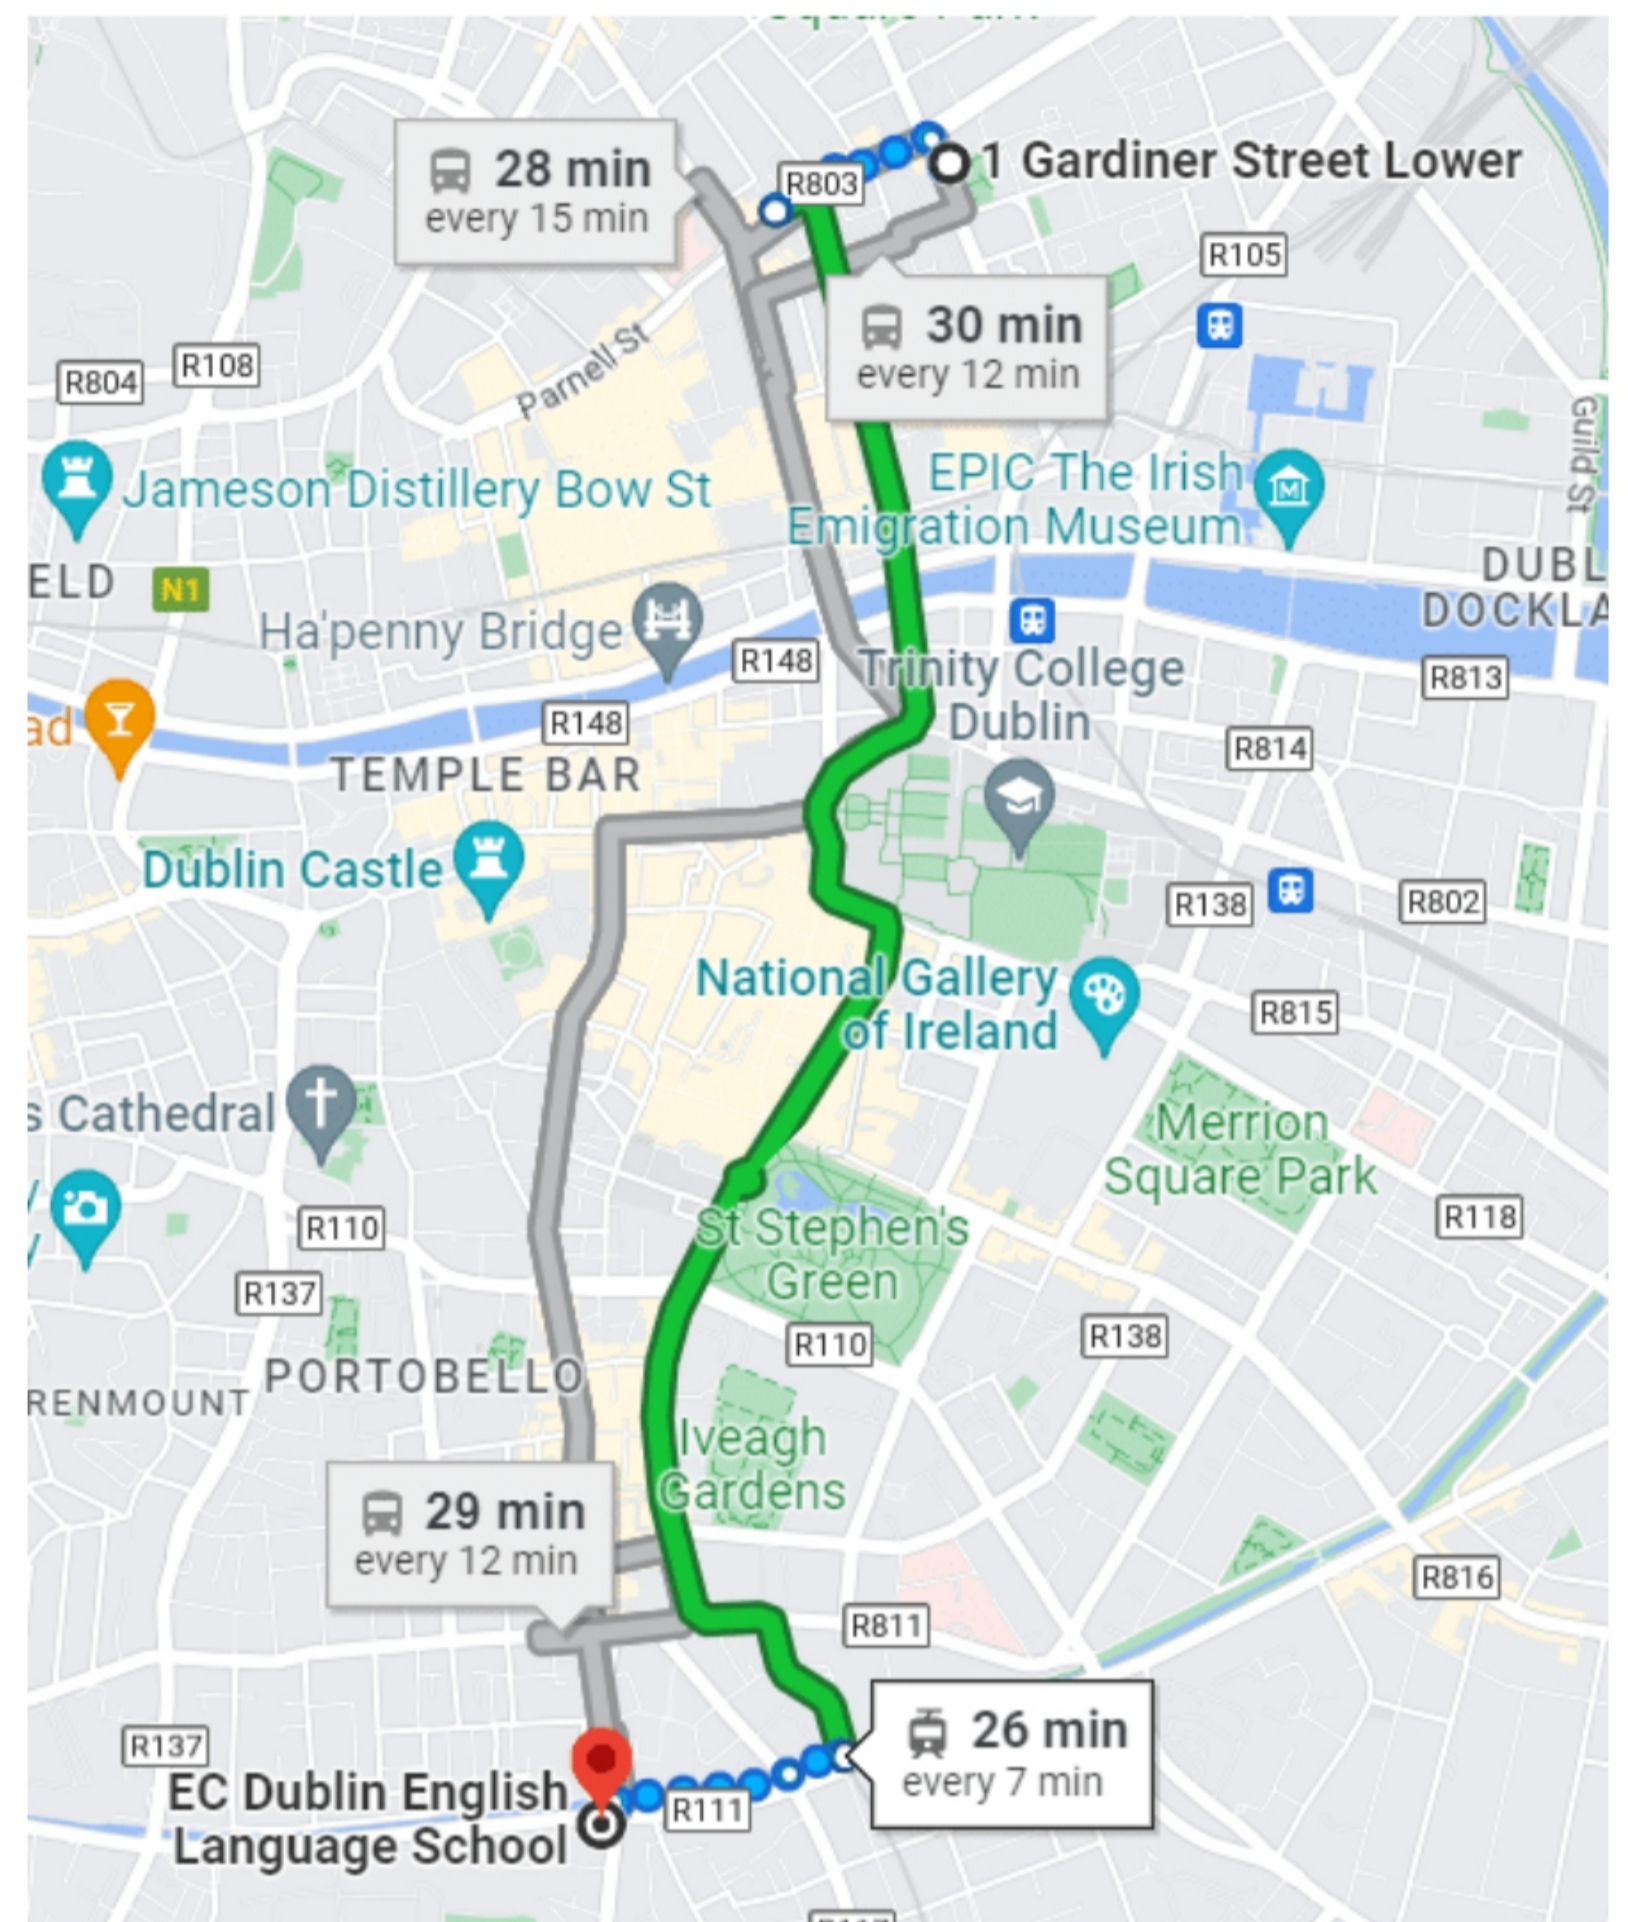 28 min
every 15 min
R803
1 Gardiner Street Lower
R105
30 min
every 12 min
R804
R108
Parnell St
Guild St
Jameson Distillery Bow St
EPIC The Irish
Emigration Museum
ELD
N1
DUBL
DOCKLA
Ha'penny Bridge
R148
Trinity College
Dublin
R813
ad
R148
R814
TEMPLE BAR
Dublin Castle
R138
R802
National Gallery
of Ireland
R815
s Cathedral
Merrion
Square Park
R110
St Stephen's
Green
R118
R137
R110
R138
PORTOBELLO
RENMOUNT
Iveagh
Gardens
29 min
every 12 min
R816
R811
R137
26 min
every 7 min
EC Dublin English
Language School
R111